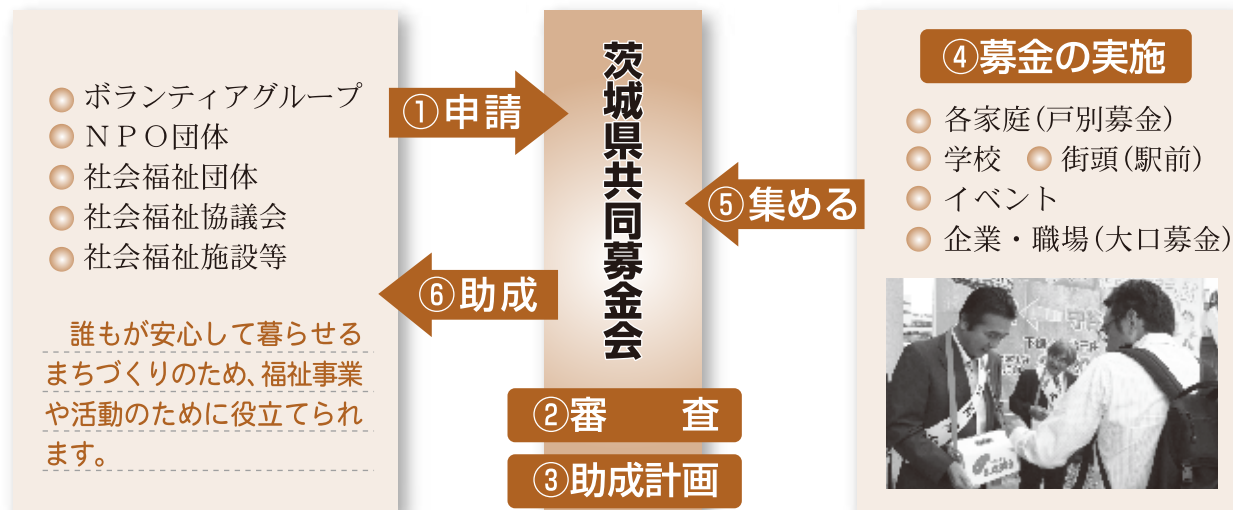 ボランティアグループ
ＮＰＯ団体
社会福祉団体
社会福祉協議会
社会福祉施設等
誰もが安心して暮らせる
まちづくりのため、福祉事業
や活動のために役立てられ
ます。
①申請
茨城県共同募金会
②審　査
③助成計画
④募金の実施
各家庭(戸別募金)
学校　街頭(駅前)
イベント
企業・職場(大口募金)
⑤集める
⑥助成